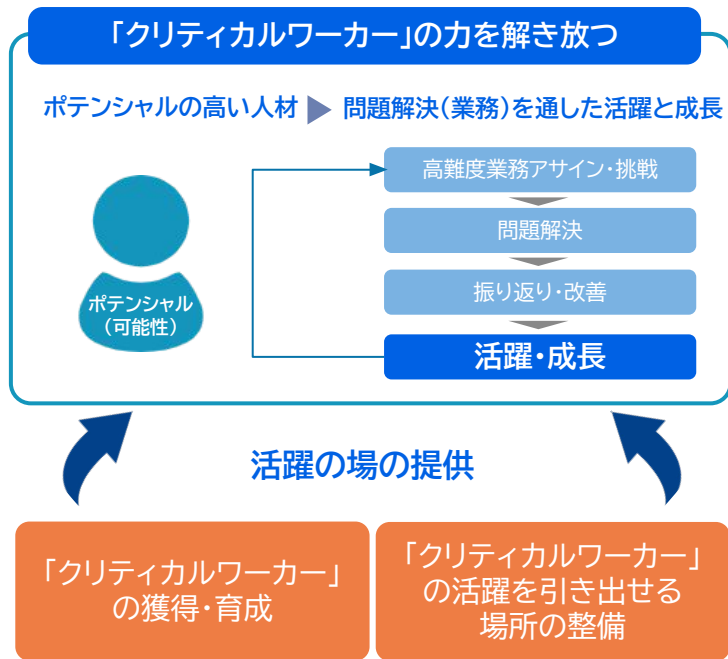 「クリティカルワーカー」の力を解き放つ
ポテンシャルの高い人材 ▶ 問題解決(業務)を通した活躍と成長
高難度業務アサイン・挑戦
問題解決
振り返り・改善
活躍・成長
ポテンシャル
(可能性)
活躍の場の提供
「クリティカルワーカー」
の獲得・育成
「クリティカルワーカー」
の活躍を引き出せる
場所の整備